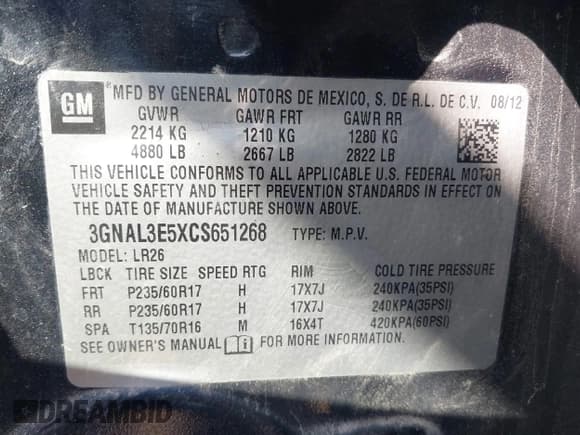 GM
*MFD BY GENERAL MOTORS DE MEXICO, S. DE R.L. DE C.V. 08/12
GVWR GAWR FRT GAWR RR
2214 KG 1210 KG 1280 KG
4880 LB 2667 LB 2822 LB
THIS VEHICLE CONFORMS TO ALL APPLICABLE U.S. FEDERAL MOTOR
VEHICLE SAFETY AND THEFT PREVENTION STANDARDS IN EFFECT ON
THE DATE OF MANUFACTURE SHOWN ABOVE.
3GNAL3E5XCS651268 TYPE: M.P.V.
MODEL: LR26
LBCK TIRE SIZE SPEED RTG RIM COLD TIRE PRESSURE
FRT P235/60R17 H 17X7J 240KPA(35PSI)
RR P235/60R17 H 17X7J 240KPA(35PSI)
SPA T135/70R16 M 16X4T 420KPA(60PSI)
SEE OWNER'S MANUAL FOR MORE INFORMATION.
DREAMBID